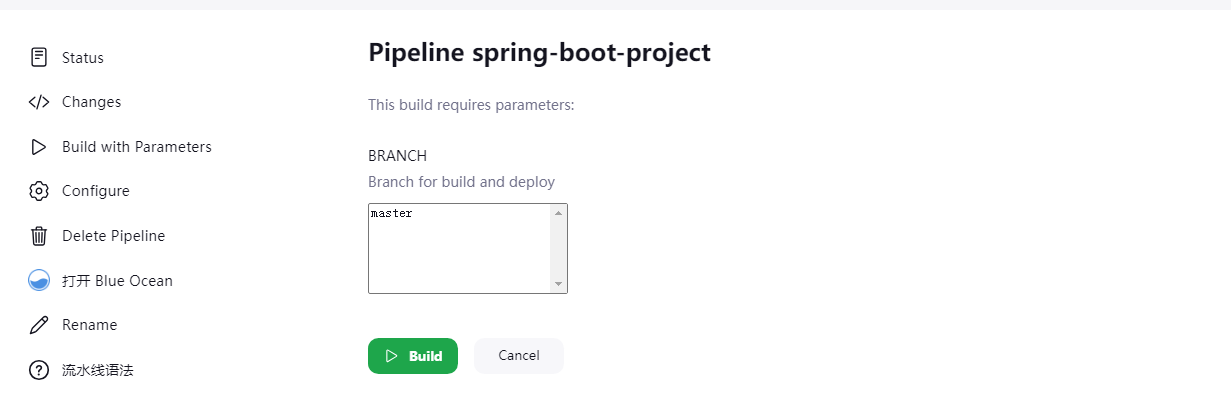 Status
Changes
Build with Parameters
Configure
Delete Pipeline
打开 Blue Ocean
Rename
流水线语法
Pipeline spring-boot-project
This build requires parameters:
BRANCH
Branch for build and deploy
master
Build
Cancel